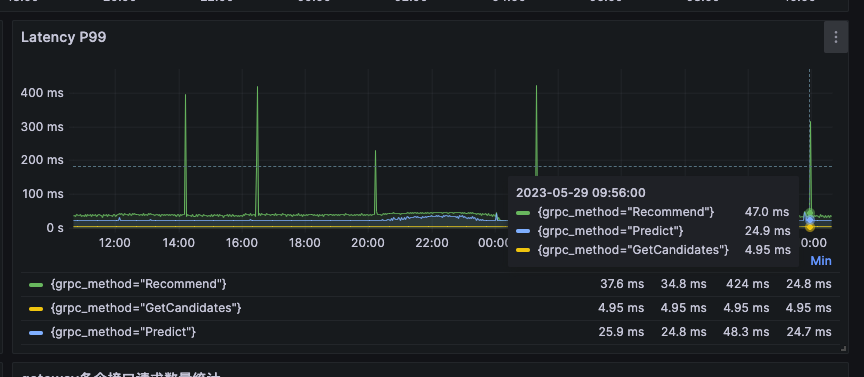 Latency P99
400 ms
300 ms
200 ms
100 ms
0 s
12:00 14:00 16:00 18:00 20:00 22:00 00:00
0:00
2023-05-29 09:56:00
{grpc_method="Recommend"} 47.0 ms
{grpc_method="Predict"} 24.9 ms
{grpc_method="GetCandidates"} 4.95 ms
Min
{grpc_method="Recommend"} 37.6 ms 34.8 ms 424 ms 24.8 ms
{grpc_method="GetCandidates"} 4.95 ms 4.95 ms 4.95 ms 4.95 ms
{grpc_method="Predict"} 25.9 ms 24.8 ms 48.3 ms 24.7 ms